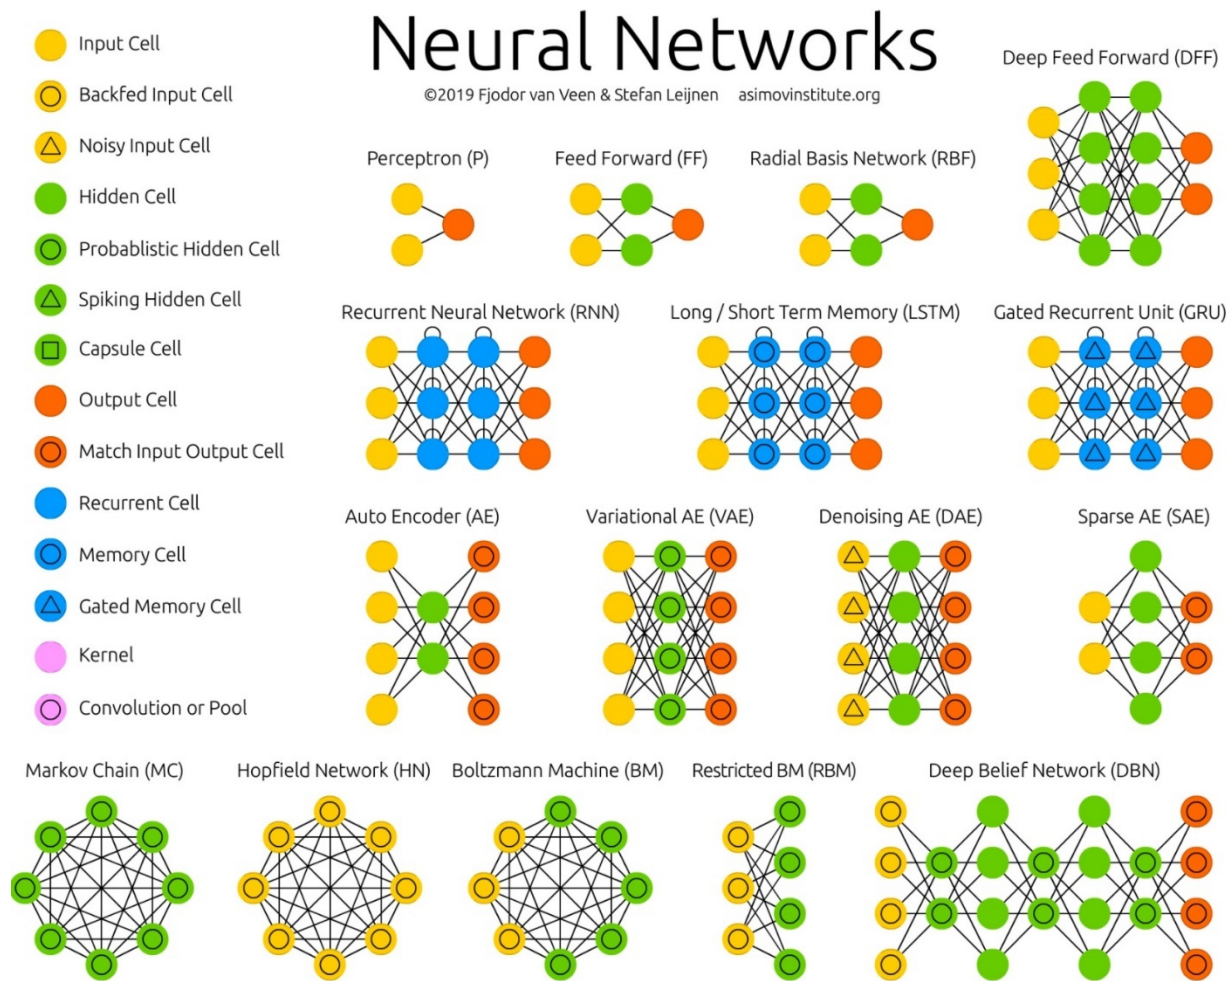 Neural Networks
©2019 Fjodor van Veen & Stefan Leijnen asimovinstitute.org
Input Cell
Backfed Input Cell
Noisy Input Cell
Hidden Cell
Probablistic Hidden Cell
Spiking Hidden Cell
Capsule Cell
Output Cell
Match Input Output Cell
Recurrent Cell
Memory Cell
Gated Memory Cell
Kernel
Convolution or Pool
Deep Feed Forward (DFF)
Perceptron (P)
Feed Forward (FF)
Radial Basis Network (RBF)
Recurrent Neural Network (RNN)
Long / Short Term Memory (LSTM)
Gated Recurrent Unit (GRU)
Auto Encoder (AE)
Variational AE (VAE)
Denoising AE (DAE)
Sparse AE (SAE)
Markov Chain (MC)
Hopfield Network (HN)
Boltzmann Machine (BM)
Restricted BM (RBM)
Deep Belief Network (DBN)